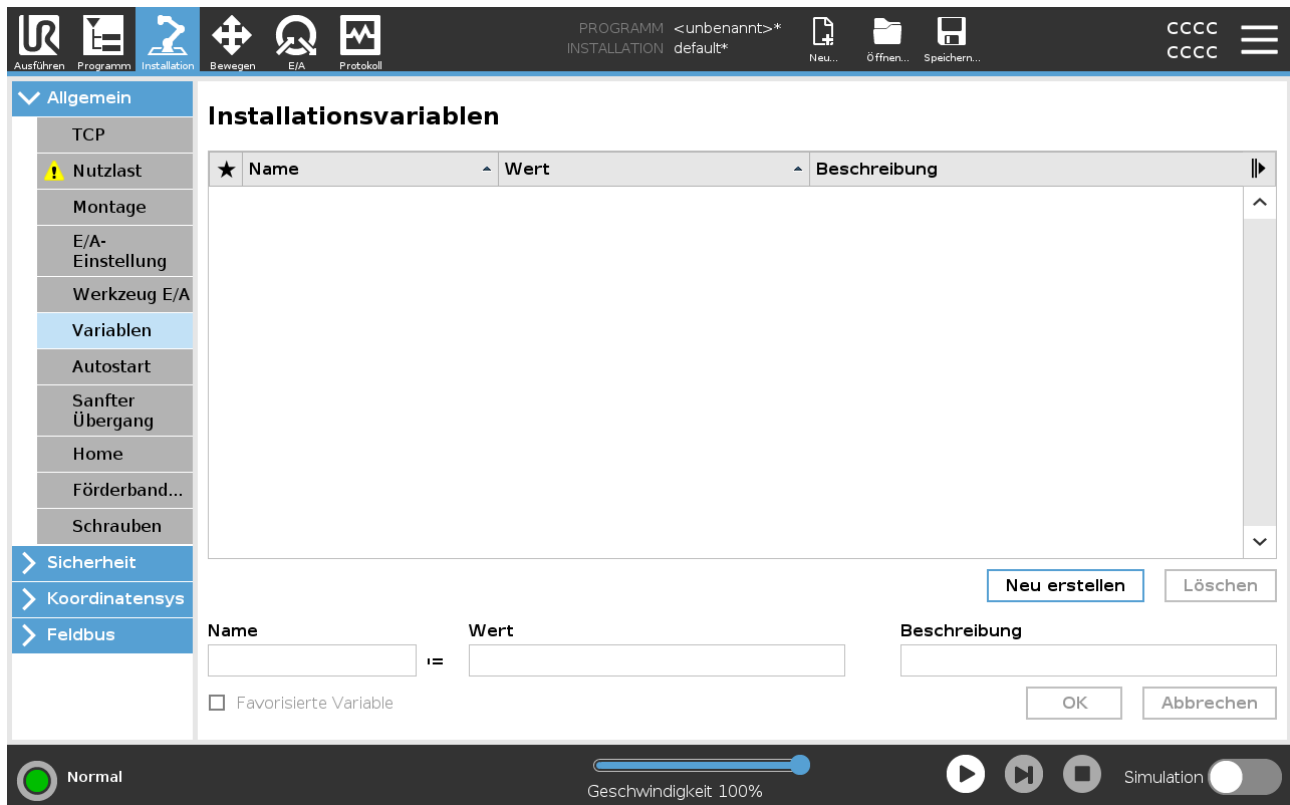 PROGRAMM <unbenannt>*
INSTALLATION default*
Ausführen
Programm
Installation
Bewegen
E/A
Protokoll
Neu...
Öffnen...
Speichern...
CCCC
CCCC
Allgemein
TCP
Nutzlast
Montage
E/A-
Einstellung
Werkzeug E/A
Variablen
Autostart
Sanfter
Übergang
Home
Förderband...
Schrauben
Sicherheit
Koordinatensys
Feldbus
Installationsvariablen
★ Name Wert Beschreibung
Neu erstellen
Löschen
Name
Wert
Beschreibung
:=
Favorisierte Variable
OK
Abbrechen
Normal
Geschwindigkeit 100%
Simulation